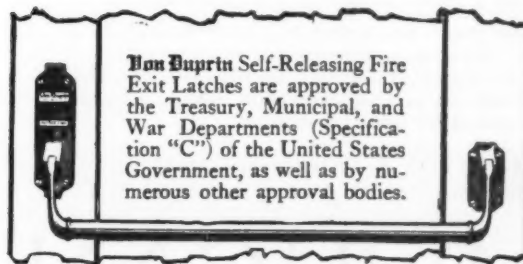 Von Duprin Self-Releasing Fire
Exit Latches are approved by
the Treasury, Municipal, and
War Departments (Specifica-
tion "C") of the United States
Government, as well as by nu-
merous other approval bodies.